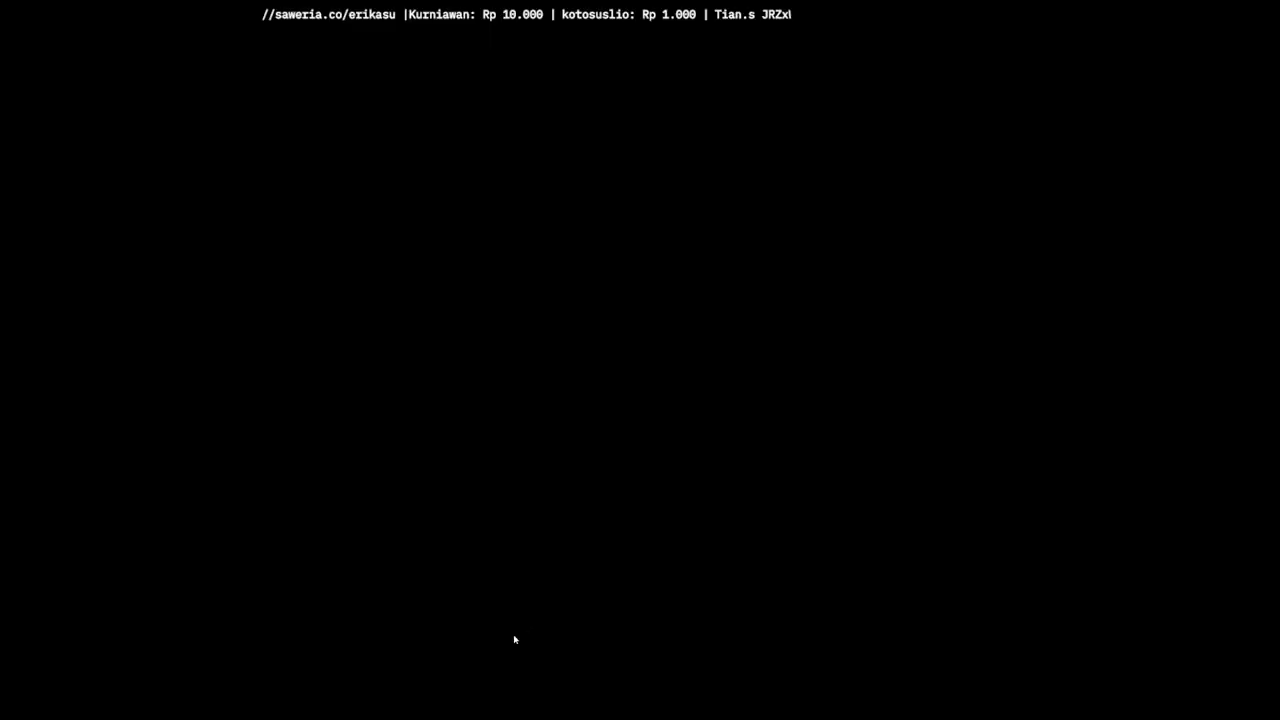 //saweria.co/erikasu |Kurniawan: Rp 10.000 | kotosuslio: Rp 1.000 | Tian.s